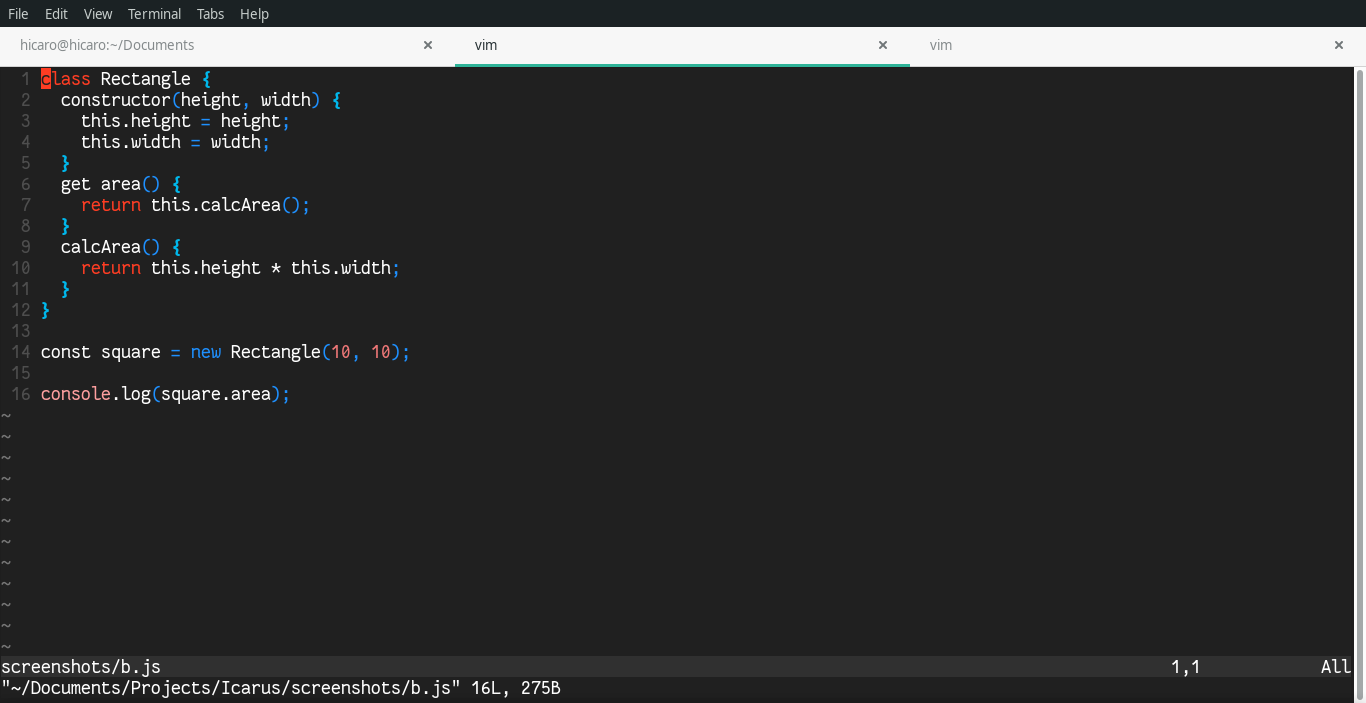 File Edit View Terminal Tabs Help
hicaro@hicaro:~/Documents × vim × vim ×
1 class Rectangle {
2   constructor(height, width) {
3     this.height = height;
4     this.width = width;
5   }
6   get area() {
7     return this.calcArea();
8   }
9   calcArea() {
10     return this.height * this.width;
11   }
12 }
13
14 const square = new Rectangle(10, 10);
15
16 console.log(square.area);
~
~
~
~
~
~
~
~
~
~
~
~
screenshots/b.js 1,1 All
"~/Documents/Projects/Icarus/screenshots/b.js" 16L, 275B